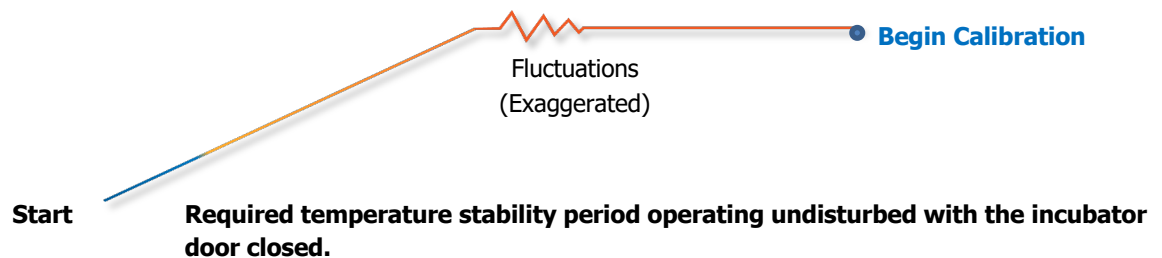 Begin Calibration
Fluctuations
(Exaggerated)
Start
Required temperature stability period operating undisturbed with the incubator
door closed.